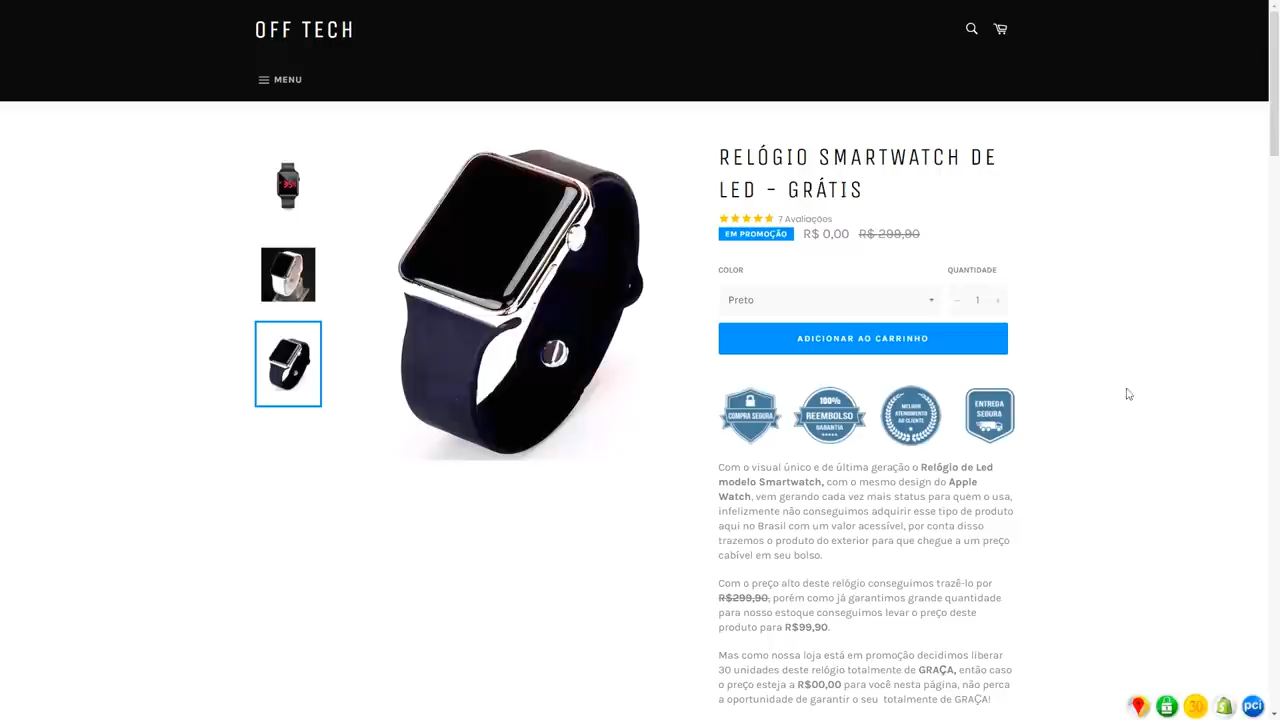 OFF TECH
MENU
RELÓGIO SMARTWATCH DE
LED - GRÁTIS
7 Avaliações
EM PROMOÇÃO R$ 0,00 R$ 299,90
COLOR QUANTIDADE
Preto − 1 +
ADICIONAR AO CARRINHO
COMPRA SEGURA
100%
REEMBOLSO
GARANTIA
MELHOR
ATENDIMENTO
AO CLIENTE
ENTREGA
SEGURA
Com o visual único e de última geração o Relógio de Led
modelo Smartwatch, com o mesmo design do Apple
Watch, vem gerando cada vez mais status para quem o usa,
infelizmente não conseguimos adquirir esse tipo de produto
aqui no Brasil com um valor acessível, por conta disso
trazemos o produto do exterior para que chegue a um preço
cabível em seu bolso.
Com o preço alto deste relógio conseguimos trazê-lo por
R$299,90, porém como já garantimos grande quantidade
para nosso estoque conseguimos levar o preço deste
produto para R$99,90.
Mas como nossa loja está em promoção decidimos liberar
30 unidades deste relógio totalmente de GRAÇA, então caso
o preço esteja a R$00,00 para você nesta página, não perca
a oportunidade de garantir o seu totalmente de GRAÇA!
30
pci